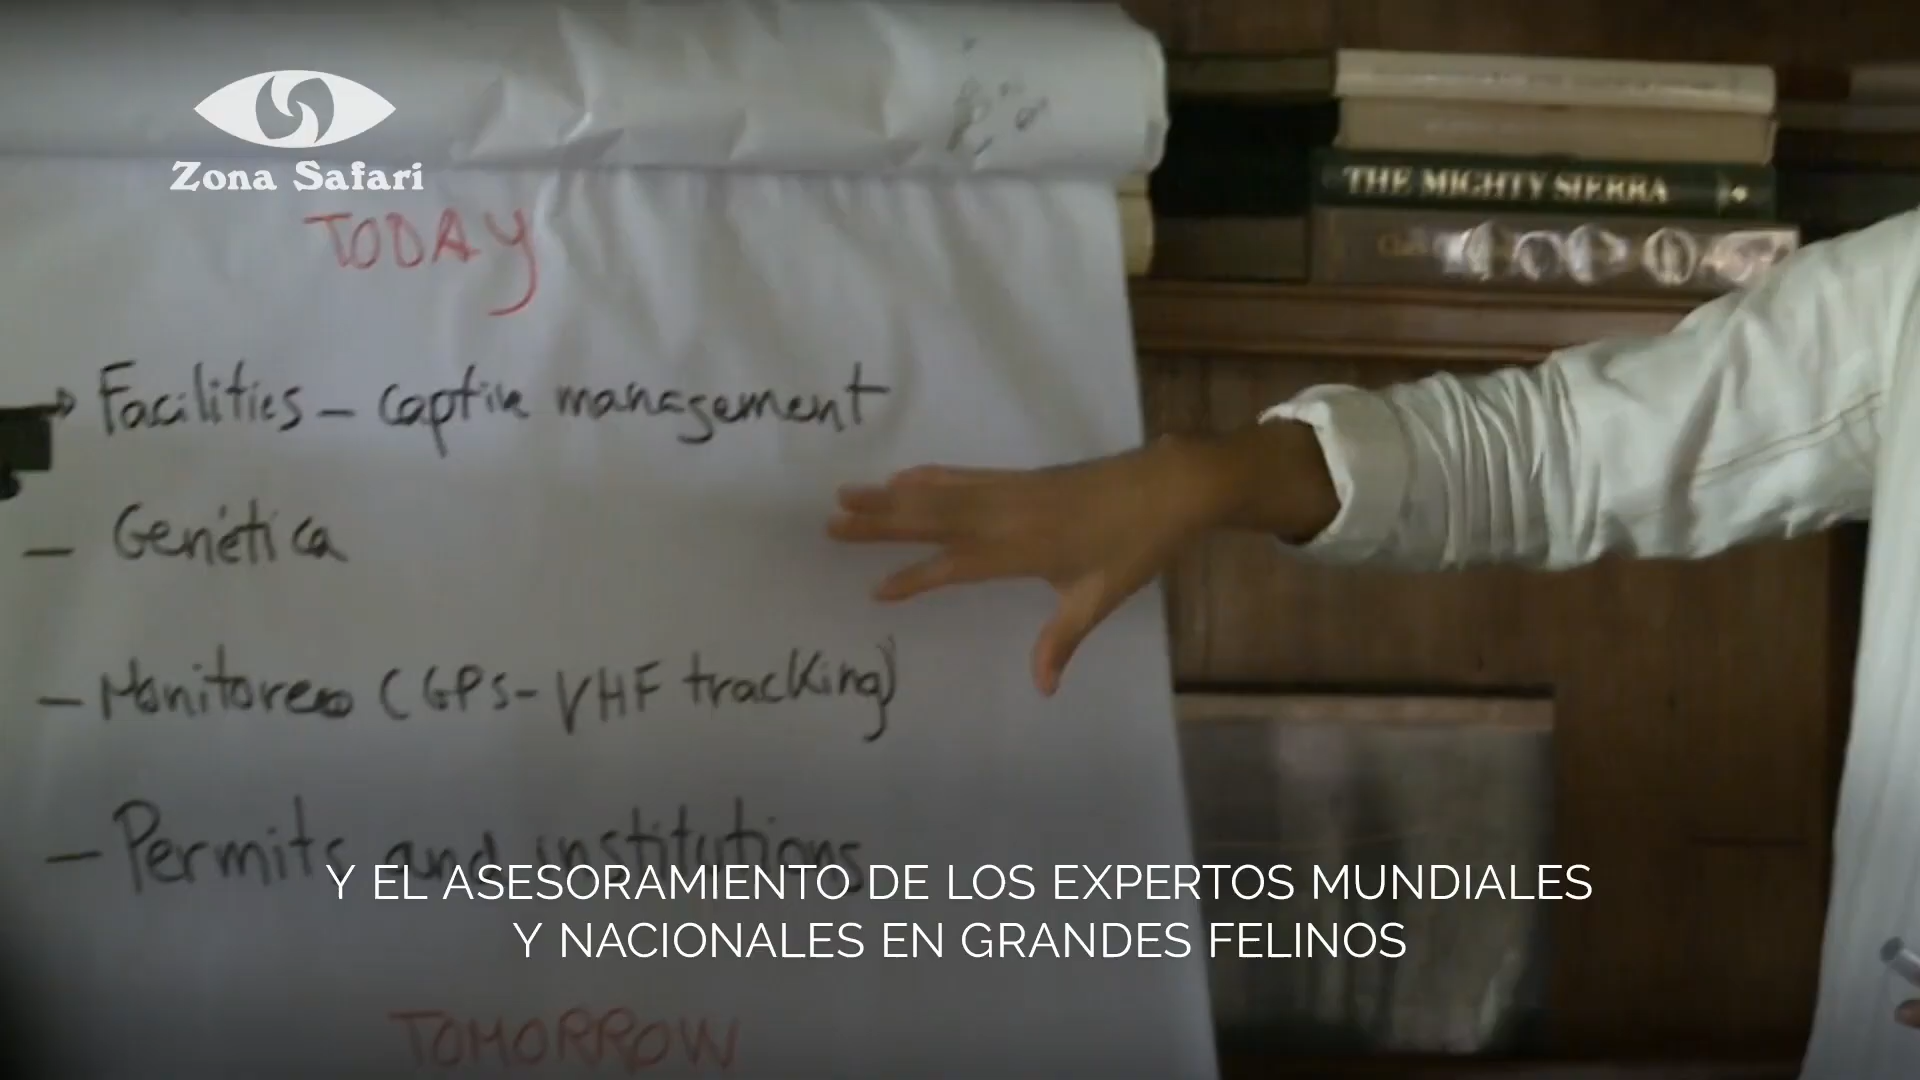 Zona Safari
THE MIGHTY SIERRA
TODAY
Facilities - captive management
- Genética
- Monitoreo (GPS-VHF tracking)
- Permits and institutions
Y EL ASESORAMIENTO DE LOS EXPERTOS MUNDIALES
Y NACIONALES EN GRANDES FELINOS
TOMORROW